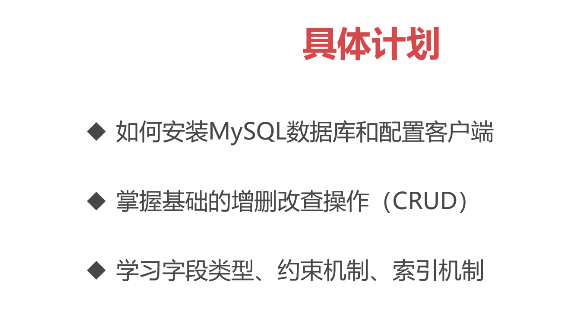 具体计划
◆ 如何安装MySQL数据库和配置客户端
◆ 掌握基础的增删改查操作（CRUD）
◆ 学习字段类型、约束机制、索引机制